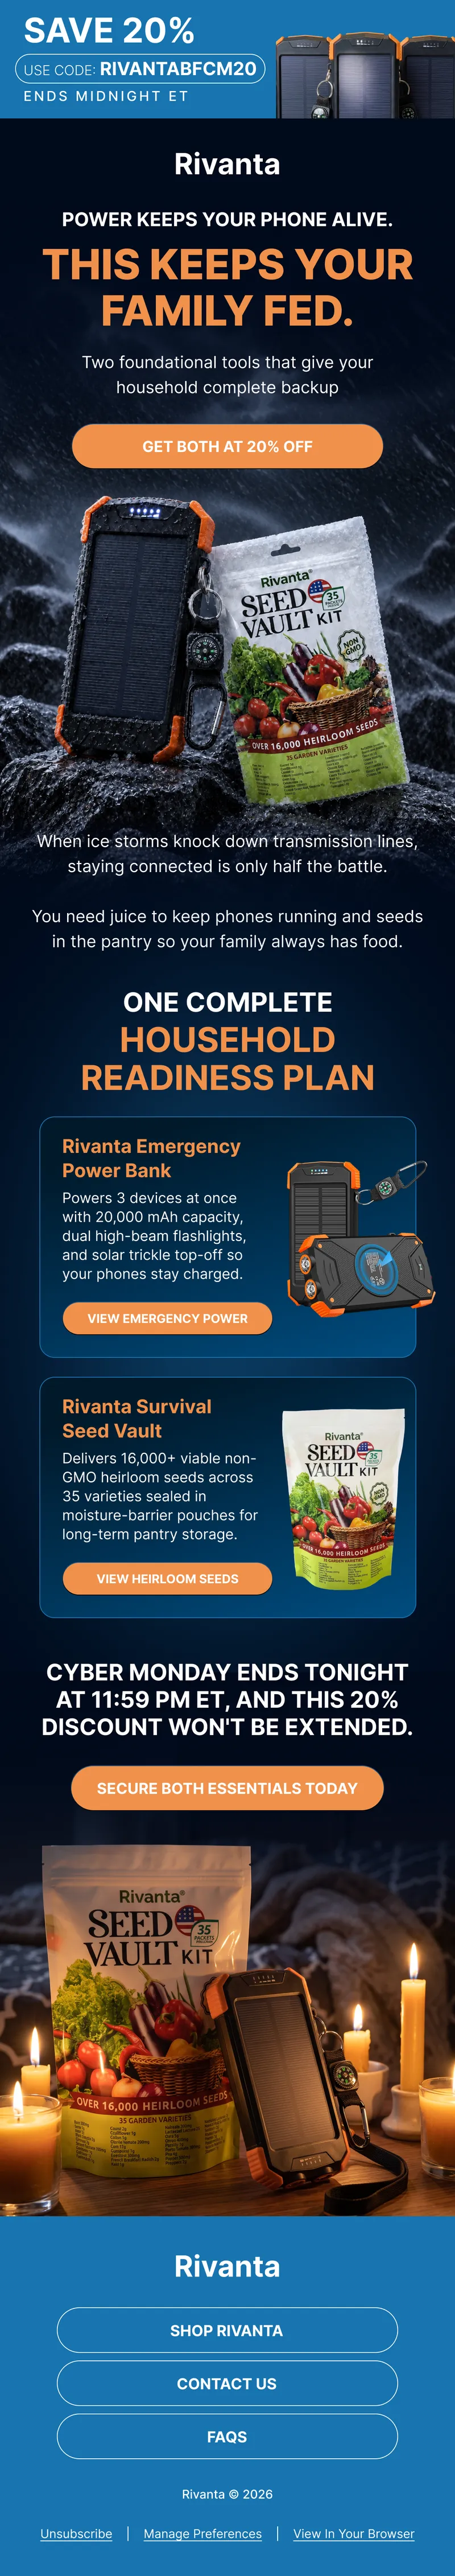 SAVE 20%
USE CODE: RIVANTABFCM20
ENDS MIDNIGHT ET
Rivanta
POWER KEEPS YOUR PHONE ALIVE.
THIS KEEPS YOUR
FAMILY FED.
Two foundational tools that give your
household complete backup
GET BOTH AT 20% OFF
Rivanta®
SEED
VAULT KIT
35
PACKETS
NON
GMO
OVER 16,000 HEIRLOOM SEEDS
35 GARDEN VARIETIES
When ice storms knock down transmission lines,
staying connected is only half the battle.
You need juice to keep phones running and seeds
in the pantry so your family always has food.
ONE COMPLETE
HOUSEHOLD
READINESS PLAN
Rivanta Emergency
Power Bank
Powers 3 devices at once
with 20,000 mAh capacity,
dual high-beam flashlights,
and solar trickle top-off so
your phones stay charged.
VIEW EMERGENCY POWER
Rivanta Survival
Seed Vault
Delivers 16,000+ viable non-
GMO heirloom seeds across
35 varieties sealed in
moisture-barrier pouches for
long-term pantry storage.
VIEW HEIRLOOM SEEDS
Rivanta®
SEED
VAULT KIT
35
NON
GMO
OVER 16,000 HEIRLOOM SEEDS
35 GARDEN VARIETIES
CYBER MONDAY ENDS TONIGHT
AT 11:59 PM ET, AND THIS 20%
DISCOUNT WON'T BE EXTENDED.
SECURE BOTH ESSENTIALS TODAY
Rivanta®
SEED
VAULT KIT
35
PACKETS
OVER 16,000 HEIRLOOM SEEDS
35 GARDEN VARIETIES
Rivanta
SHOP RIVANTA
CONTACT US
FAQS
Rivanta © 2026
Unsubscribe | Manage Preferences | View In Your Browser